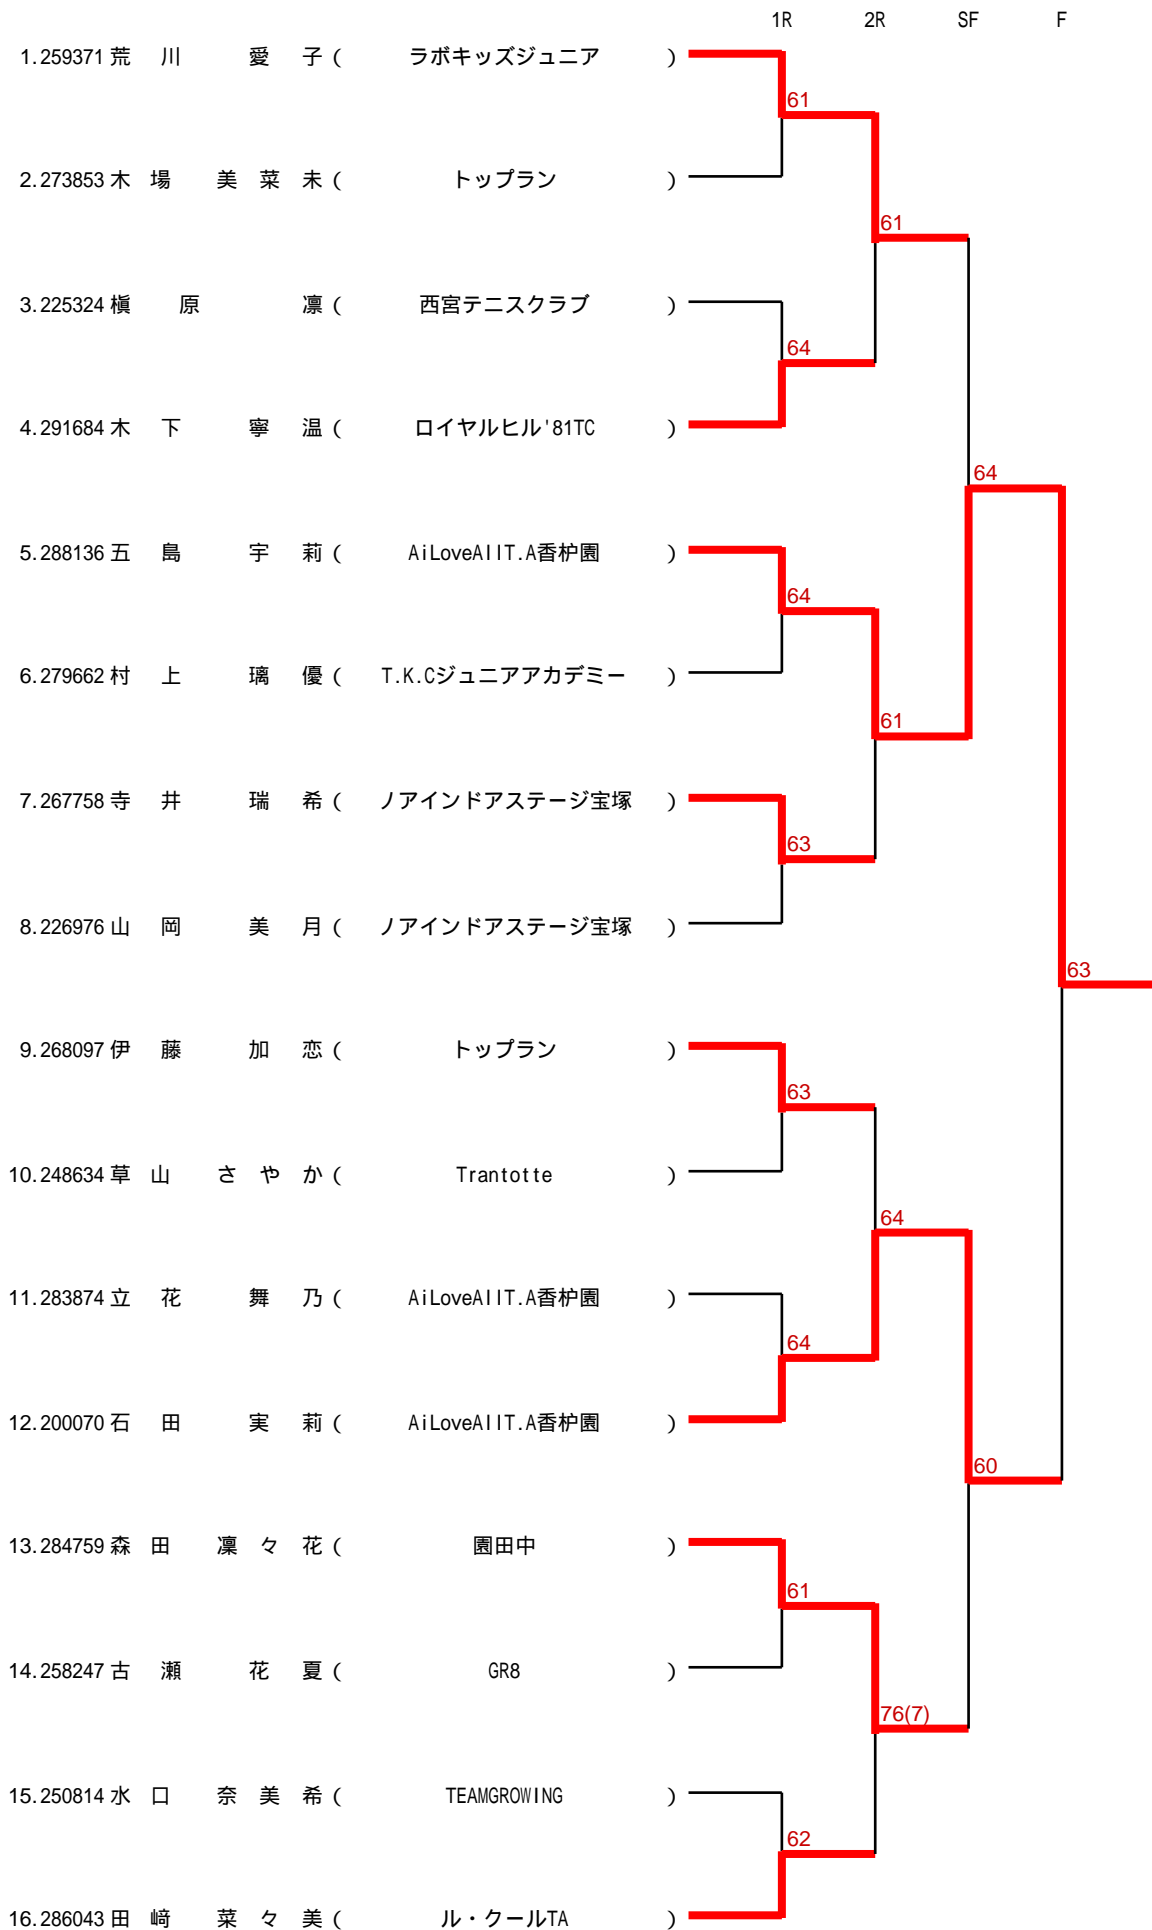 1R 2R SF F
1.259371 荒川 愛子 ( ラボキッズジュニア )
61
2.273853 木場 美菜未 ( トップラン )
61
3.225324 槇原 凛 ( 西宮テニスクラブ )
64
4.291684 木下 寧温 ( ロイヤルヒル'81TC )
64
5.288136 五島 宇莉 ( AiLoveAllT.A香枦園 )
64
6.279662 村上 璃優 ( T.K.Cジュニアアカデミー )
61
7.267758 寺井 瑞希 ( ノアインドアステージ宝塚 )
63
8.226976 山岡 美月 ( ノアインドアステージ宝塚 )
63
9.268097 伊藤 加恋 ( トップラン )
63
10.248634 草山 さやか ( Trantotte )
64
11.283874 立花 舞乃 ( AiLoveAllT.A香枦園 )
64
12.200070 石田 実莉 ( AiLoveAllT.A香枦園 )
60
13.284759 森田 凜々花 ( 園田中 )
61
14.258247 古瀬 花夏 ( GR8 )
76(7)
15.250814 水口 奈美希 ( TEAMGROWING )
62
16.286043 田﨑 菜々美 ( ル・クールTA )